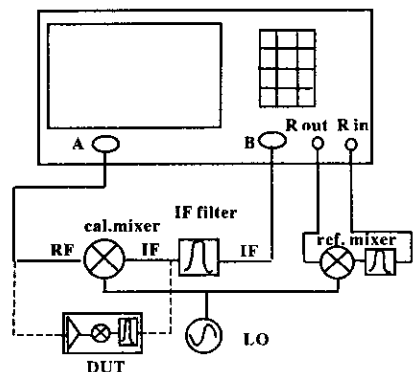 A
B
R out
R in
IF filter
cal.mixer
ref. mixer
RF
IF
IF
LO
DUT